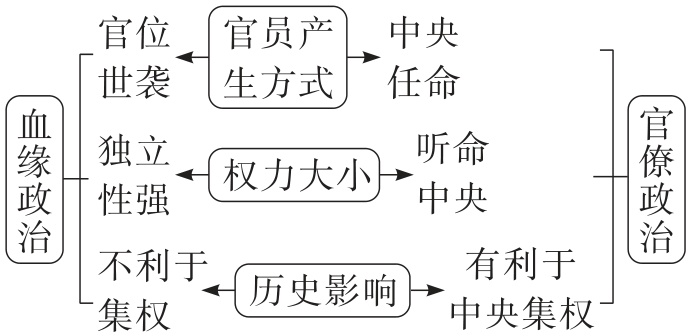 血缘政治
官位
世袭
官员产
生方式
中央
任命
独立
性强
权力大小
听命
中央
不利于
集权
历史影响
有利于
中央集权
官僚政治